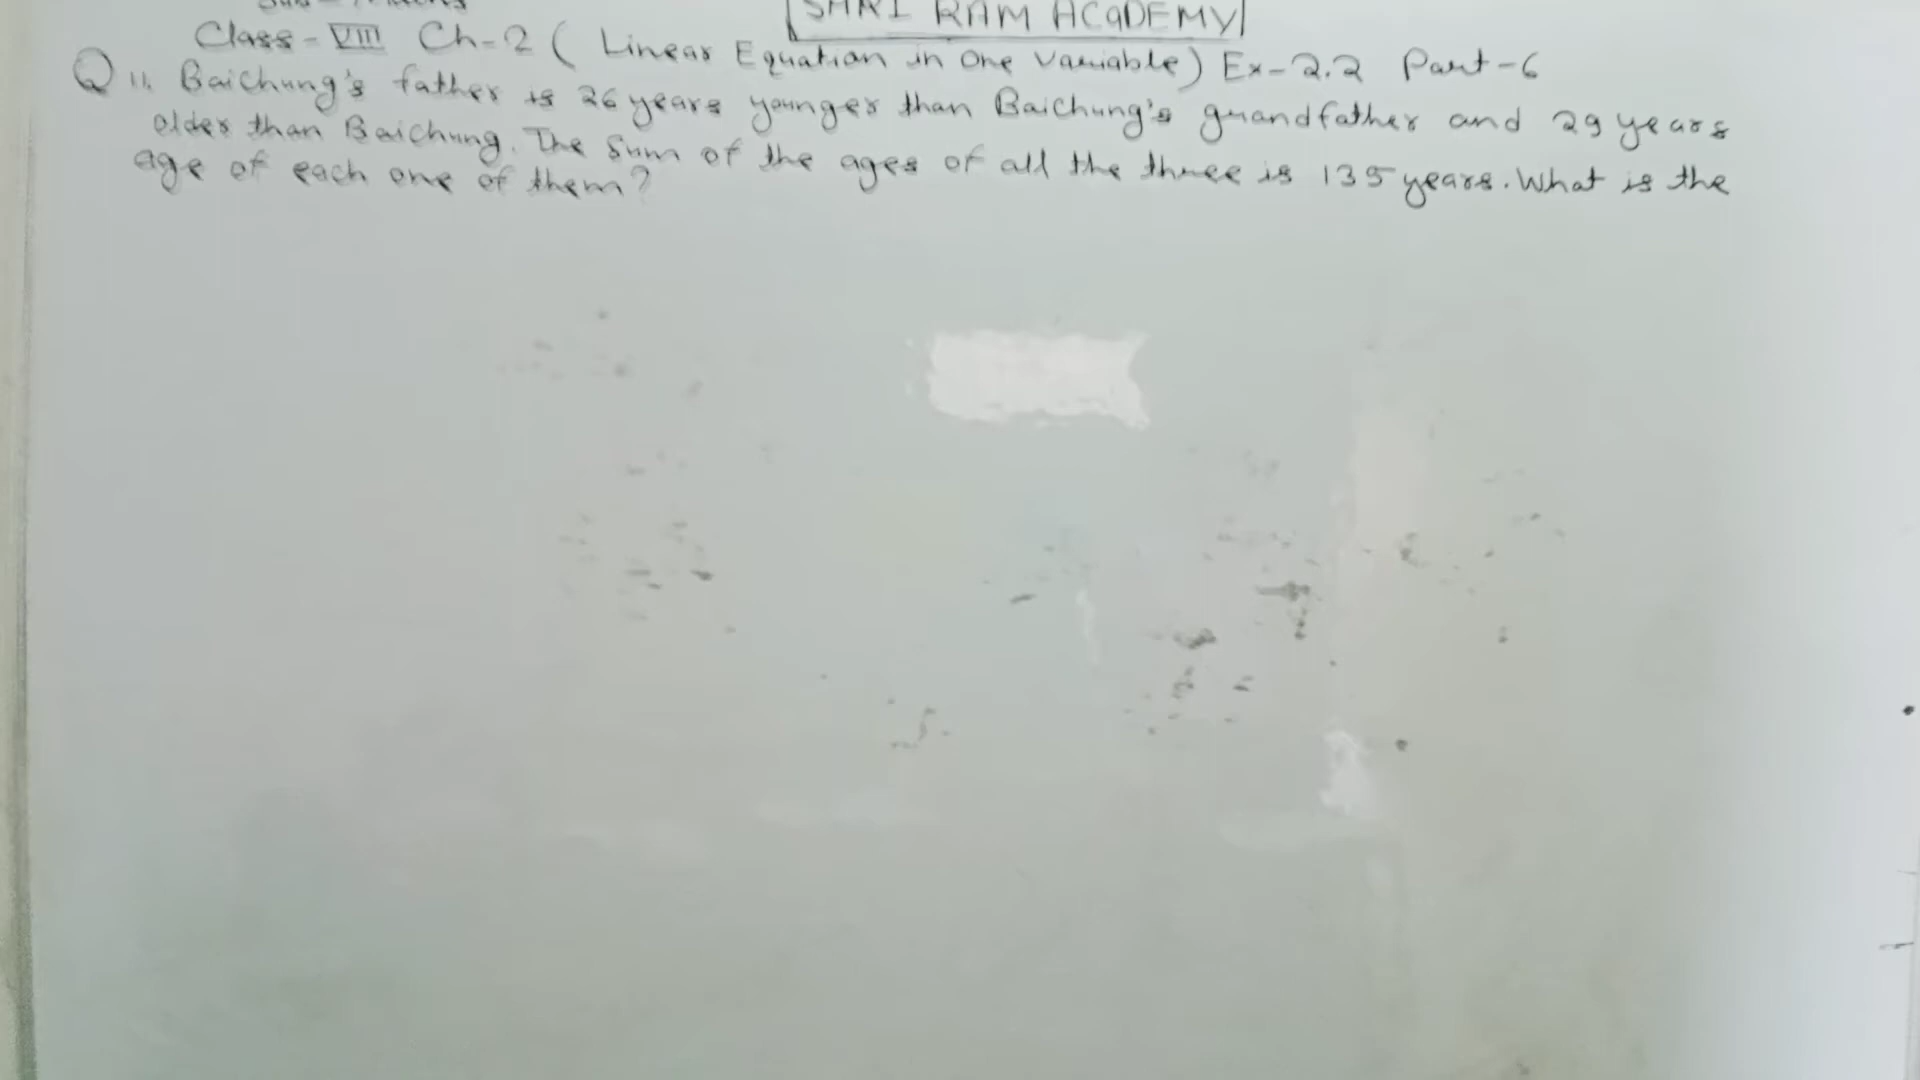 SHRI RAM ACADEMY
Class - VIII Ch-2 ( Linear Equation in One Variable) Ex-2.2 Part-6
Q 11. Baichung's father is 26 years younger than Baichung's grandfather and 29 years
older than Baichung. The Sum of the ages of all the three is 135 years. What is the
age of each one of them?